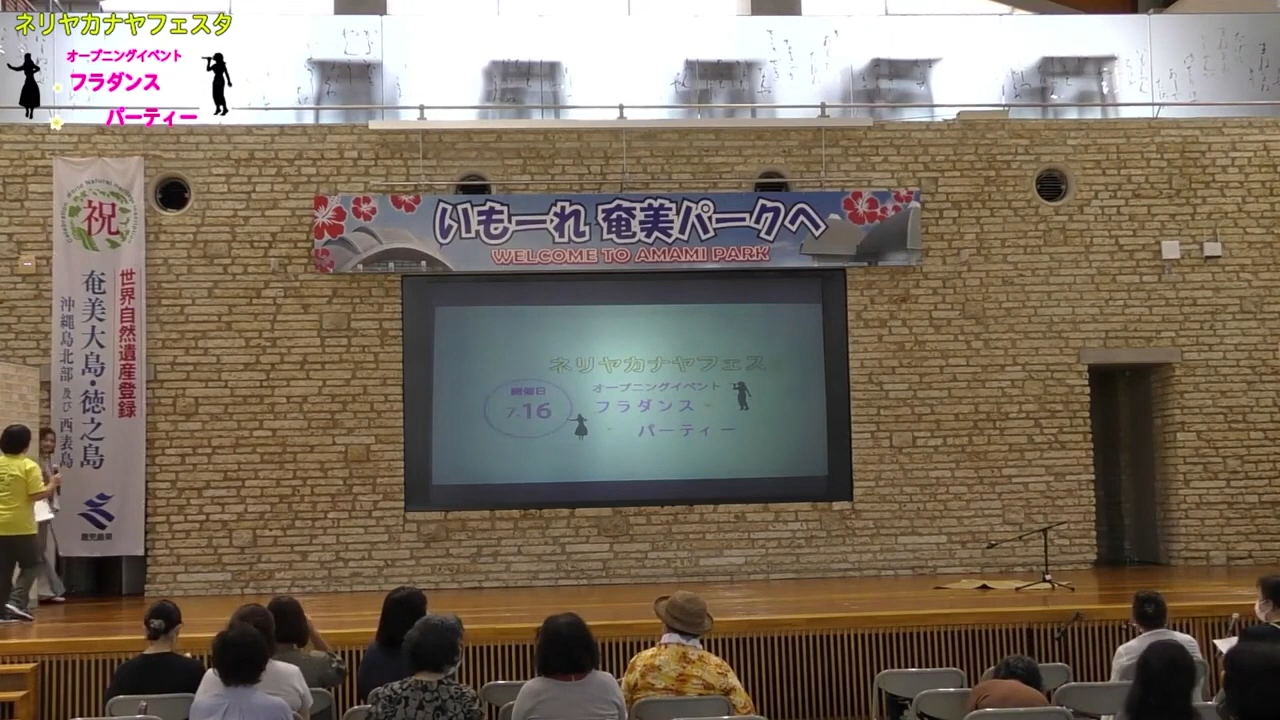 ネリヤカナヤフェスタ
オープニングイベント
フラダンス
パーティー
いもーれ 奄美パークへ
WELCOME TO AMAMI PARK
祝
世界自然遺産登録
奄美大島・徳之島
沖縄島北部 及び 西表島
鹿児島県
ネリヤカナヤフェス
オープニングイベント
フラダンス
パーティー
開催日
7.16